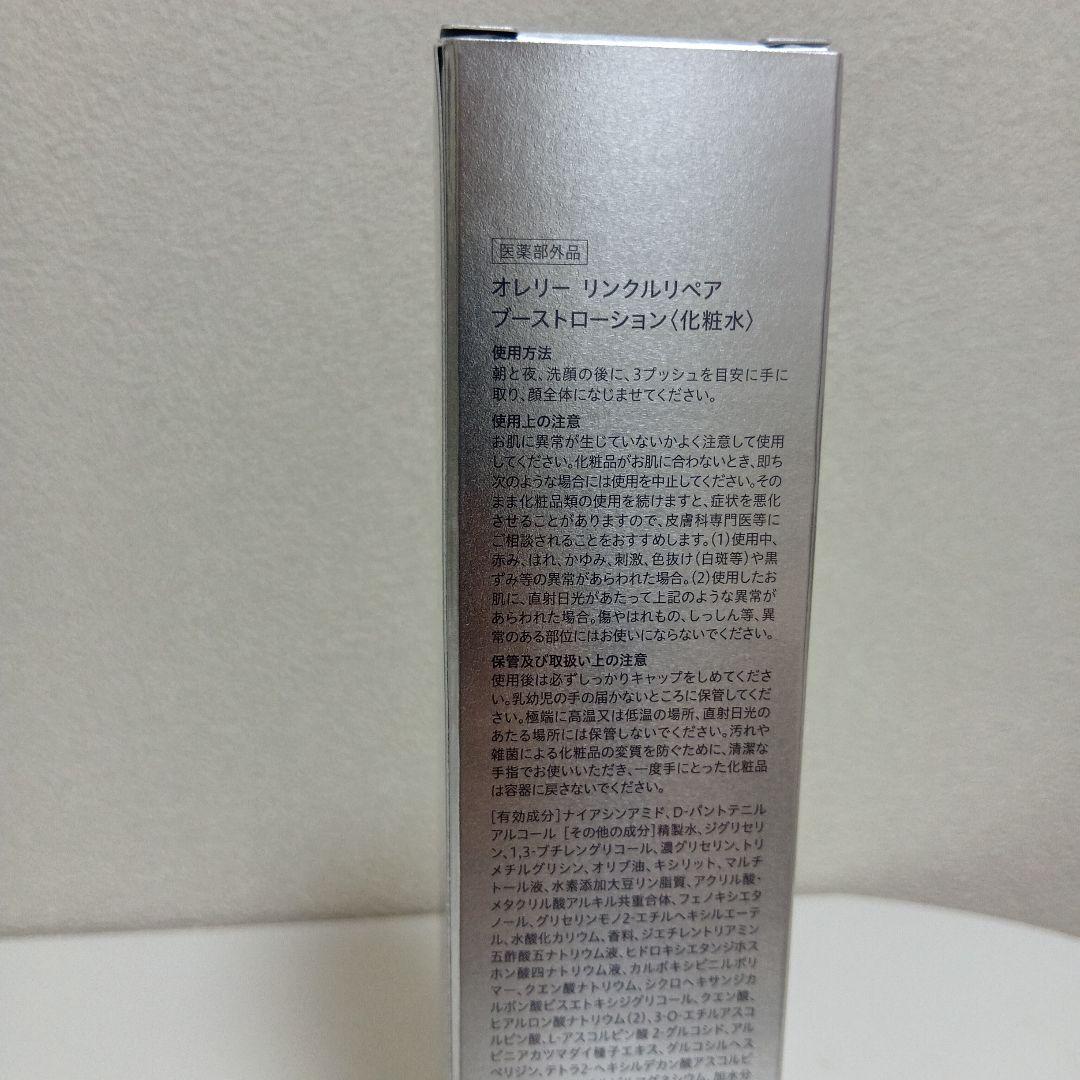 医薬部外品
オレリー リンクルリペア
ブーストローション〈化粧水〉
使用方法
朝と夜、洗顔の後に、3プッシュを目安に手に
取り、顔全体になじませてください。
使用上の注意
お肌に異常が生じていないかよく注意して使用
してください。化粧品がお肌に合わないとき、即ち
次のような場合には使用を中止してください。その
まま化粧品類の使用を続けますと、症状を悪化
させることがありますので、皮膚科専門医等に
ご相談されることをおすすめします。(1)使用中、
赤み、はれ、かゆみ、刺激、色抜け(白斑等)や黒
ずみ等の異常があらわれた場合。(2)使用したお
肌に、直射日光があたって上記のような異常が
あらわれた場合。傷やはれもの、しっしん等、異
常のある部位にはお使いにならないでください。
保管及び取扱い上の注意
使用後は必ずしっかりキャップをしめてくださ
い。乳幼児の手の届かないところに保管してくだ
さい。極端に高温又は低温の場所、直射日光の
あたる場所には保管しないでください。汚れや
雑菌による化粧品の変質を防ぐために、清潔な
手指でお使いいただき、一度手にとった化粧品
は容器に戻さないでください。
[有効成分]ナイアシンアミド、D-パントテニル
アルコール [その他の成分]精製水、ジグリセリ
ン、1,3-ブチレングリコール、濃グリセリン、トリ
メチルグリシン、オリブ油、キシリット、マルチ
トール液、水素添加大豆リン脂質、アクリル酸・
メタクリル酸アルキル共重合体、フェノキシエタ
ノール、グリセリンモノ2-エチルヘキシルエーテ
ル、水酸化カリウム、香料、ジエチレントリアミン
五酢酸五ナトリウム液、ヒドロキシエタンジホス
ホン酸四ナトリウム液、カルボキシビニルポリ
マー、クエン酸ナトリウム、シクロヘキサンジカ
ルボン酸ビスエトキシジグリコール、クエン酸、
ヒアルロン酸ナトリウム(2)、3-O-エチルアスコ
ルビン酸、L-アスコルビン酸 2-グルコシド、アル
ピニアカツマダイ種子エキス、グルコシルヘス
ペリジン、テトラ2-ヘキシルデカン酸アスコルビ